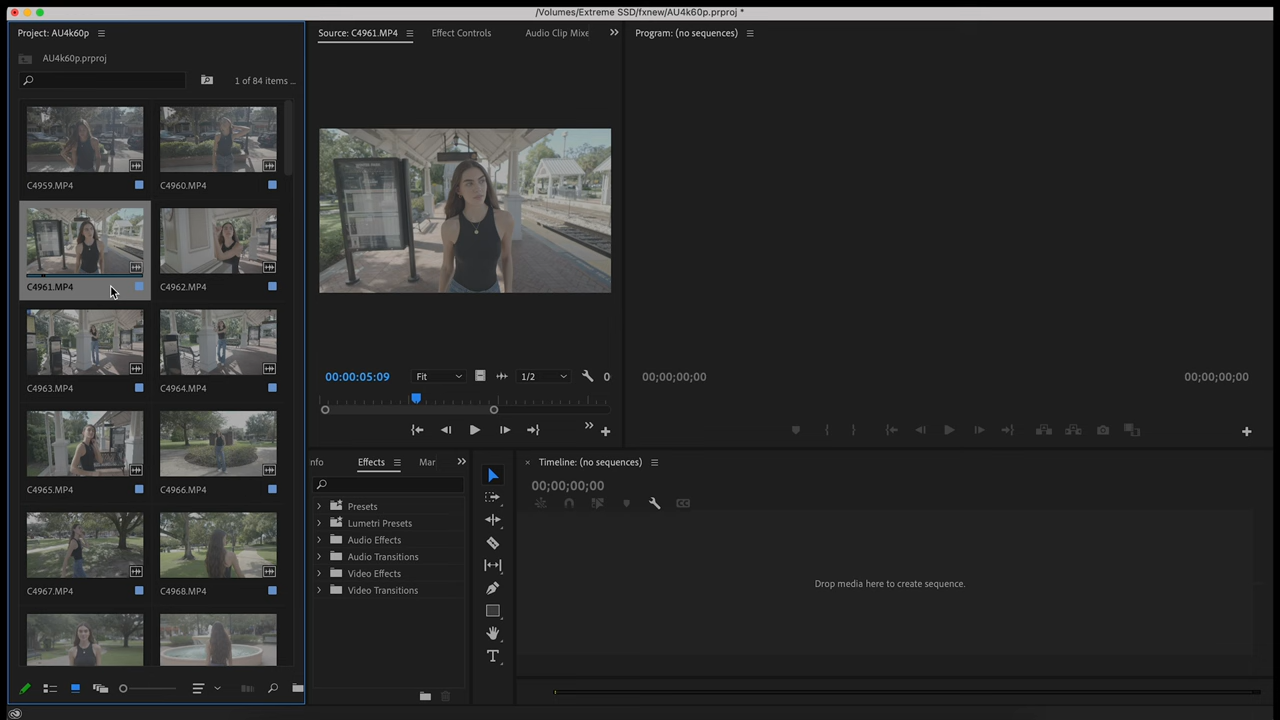 /Volumes/Extreme SSD/fxnew/AU4k60p.prproj *
Project: AU4k60p
AU4k60p.prproj
1 of 84 items ...
C4959.MP4
C4960.MP4
C4961.MP4
C4962.MP4
C4963.MP4
C4964.MP4
C4965.MP4
C4966.MP4
C4967.MP4
C4968.MP4
Source: C4961.MP4
Effect Controls
Audio Clip Mixe
00:00:05:09
Fit
1/2
0
Program: (no sequences)
00;00;00;00
00;00;00;00
nfo
Effects
Mar
Presets
Lumetri Presets
Audio Effects
Audio Transitions
Video Effects
Video Transitions
T
× Timeline: (no sequences)
00;00;00;00
CC
Drop media here to create sequence.